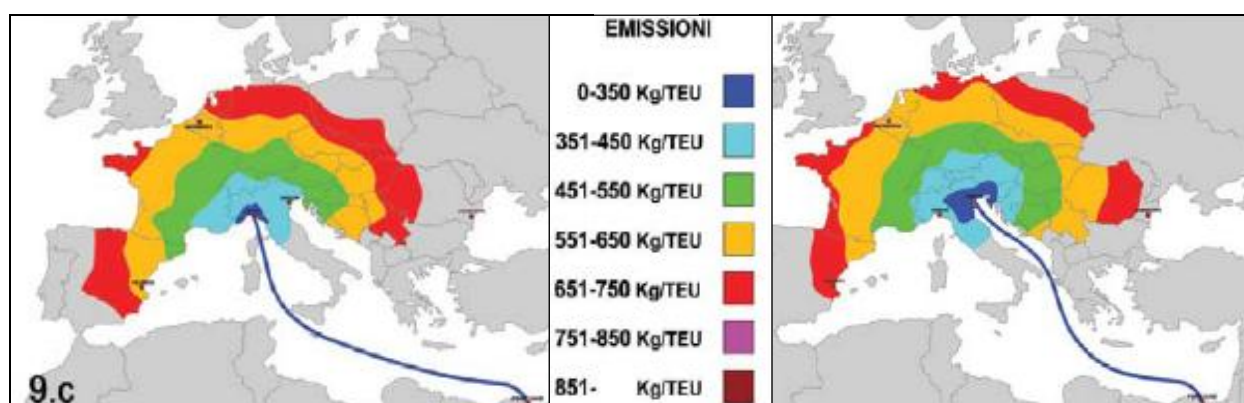 EMISSIONI
0-350 Kg/TEU
351-450 Kg/TEU
451-550 Kg/TEU
551-650 Kg/TEU
651-750 Kg/TEU
751-850 Kg/TEU
851- Kg/TEU
9.c